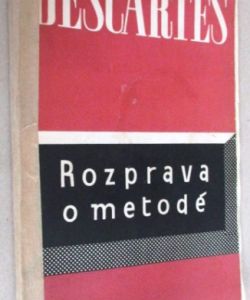 DESCARTES
Rozprava
o metodě